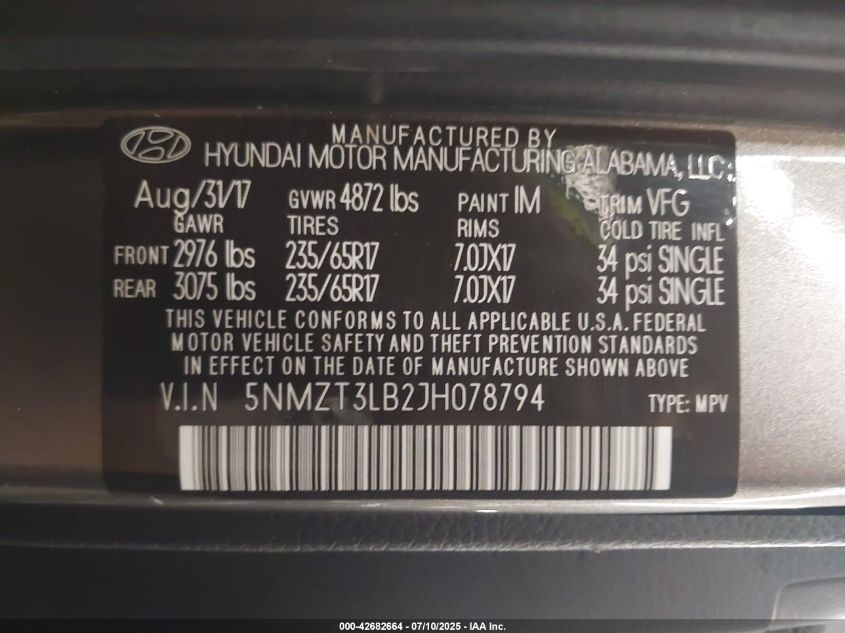 MANUFACTURED BY
HYUNDAI MOTOR MANUFACTURING ALABAMA, LLC
Aug/31/17 GVWR 4872 lbs PAINT IM TRIM VFG
GAWR TIRES RIMS COLD TIRE INFL
FRONT 2976 lbs 235/65R17 7.0JX17 34 psi SINGLE
REAR 3075 lbs 235/65R17 7.0JX17 34 psi SINGLE
THIS VEHICLE CONFORMS TO ALL APPLICABLE U.S.A. FEDERAL
MOTOR VEHICLE SAFETY AND THEFT PREVENTION STANDARDS
IN EFFECT ON THE DATE OF MANUFACTURE SHOWN ABOVE
V.I.N 5NMZT3LB2JH078794 TYPE: MPV
000-42682664 - 07/10/2025 - IAA Inc.